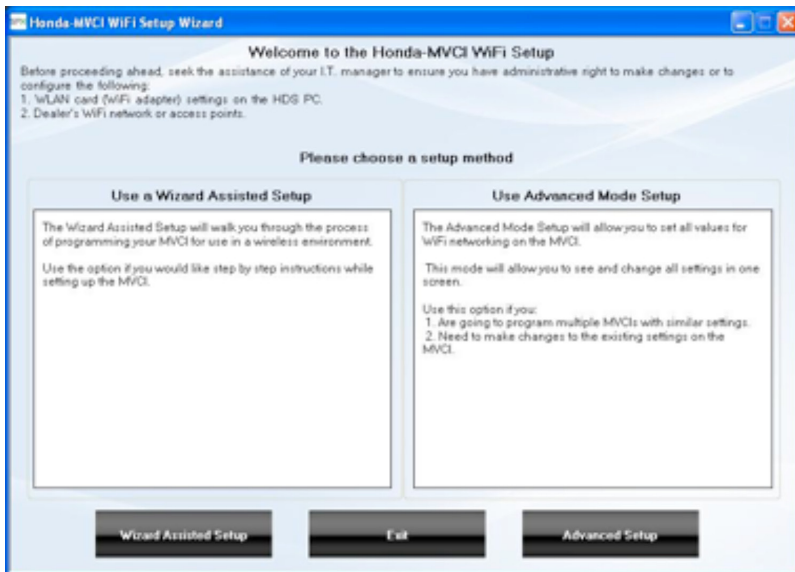 Honda-MVCI WiFi Setup Wizard
Welcome to the Honda-MVCI WiFi Setup
Before proceeding ahead, seek the assistance of your I.T. manager to ensure you have administrative right to make changes or to
configure the following:
1. WLAN card (WiFi adapter) settings on the HDS PC.
2. Dealer's WiFi network or access points.
Please choose a setup method
Use a Wizard Assisted Setup
The Wizard Assisted Setup will walk you through the process
of programming your MVCI for use in a wireless environment.
Use the option if you would like step by step instructions while
setting up the MVCI.
Use Advanced Mode Setup
The Advanced Mode Setup will allow you to set all values for
WiFi networking on the MVCI.
This mode will allow you to see and change all settings in one
screen.
Use this option if you:
1. Are going to program multiple MVCIs with similar settings.
2. Need to make changes to the existing settings on the
MVCI.
Wizard Assisted Setup
Exit
Advanced Setup